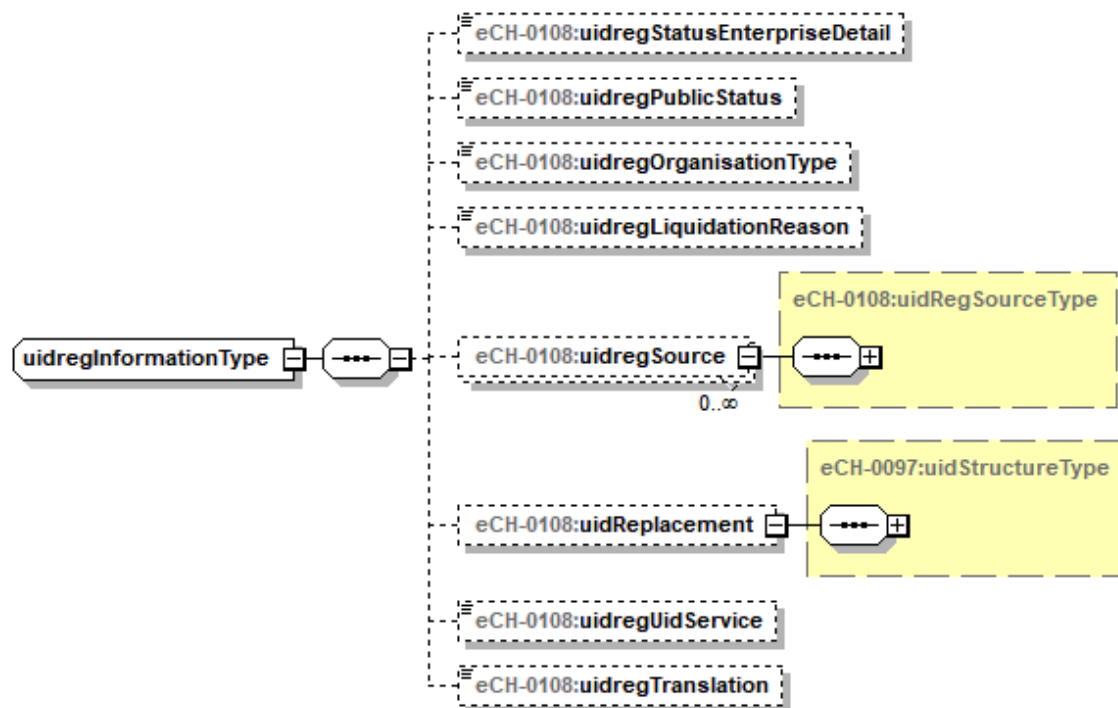 eCH-0108:uidregStatusEnterpriseDetail
eCH-0108:uidregPublicStatus
eCH-0108:uidregOrganisationType
eCH-0108:uidregLiquidationReason
eCH-0108:uidRegSourceType
uidregInformationType
eCH-0108:uidregSource
0..∞
eCH-0097:uidStructureType
eCH-0108:uidReplacement
eCH-0108:uidregUidService
eCH-0108:uidregTranslation